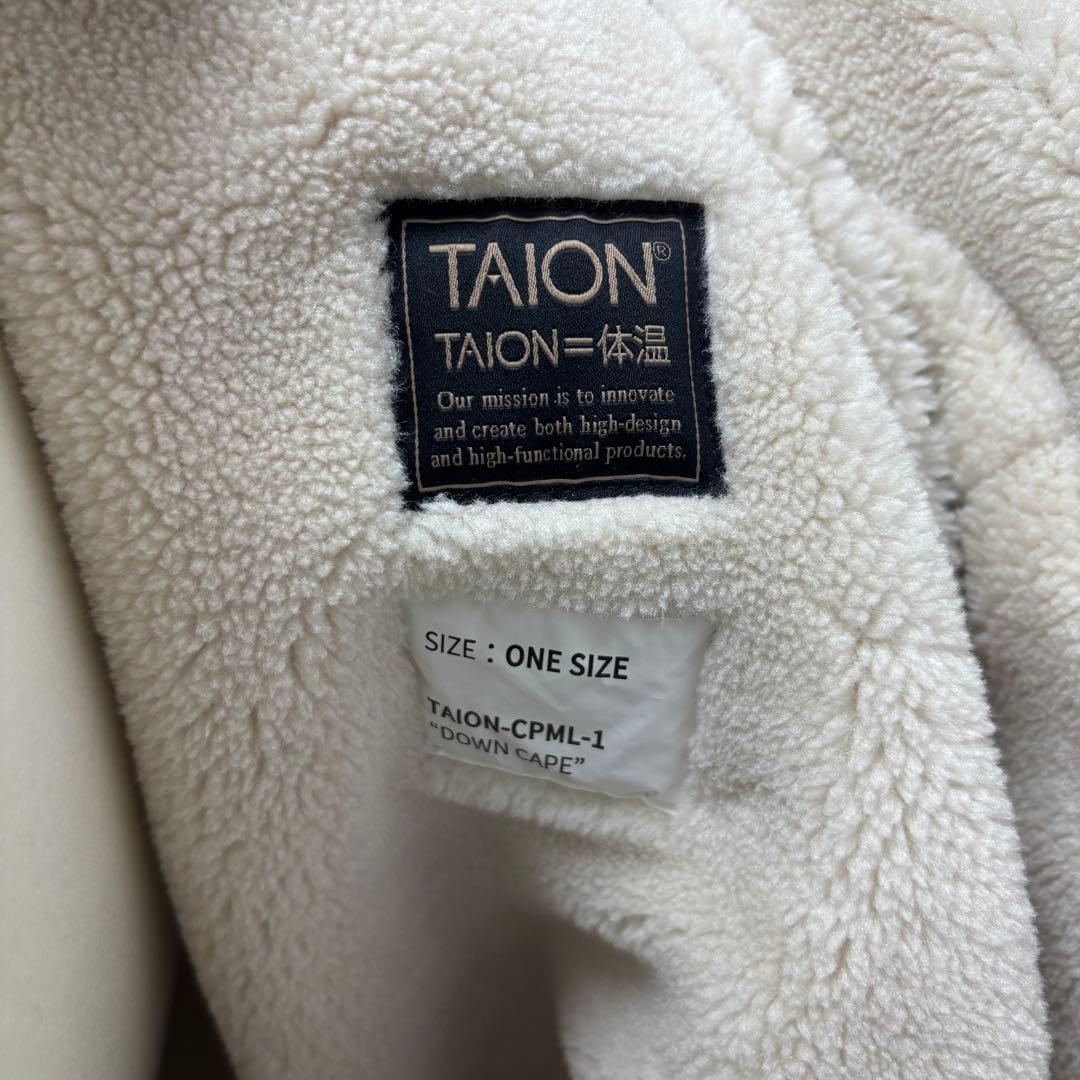 TAION®
TAION=体温
Our mission is to innovate
and create both high-design
and high-functional products.
SIZE：ONE SIZE
TAION-CPML-1
“DOWN CAPE”